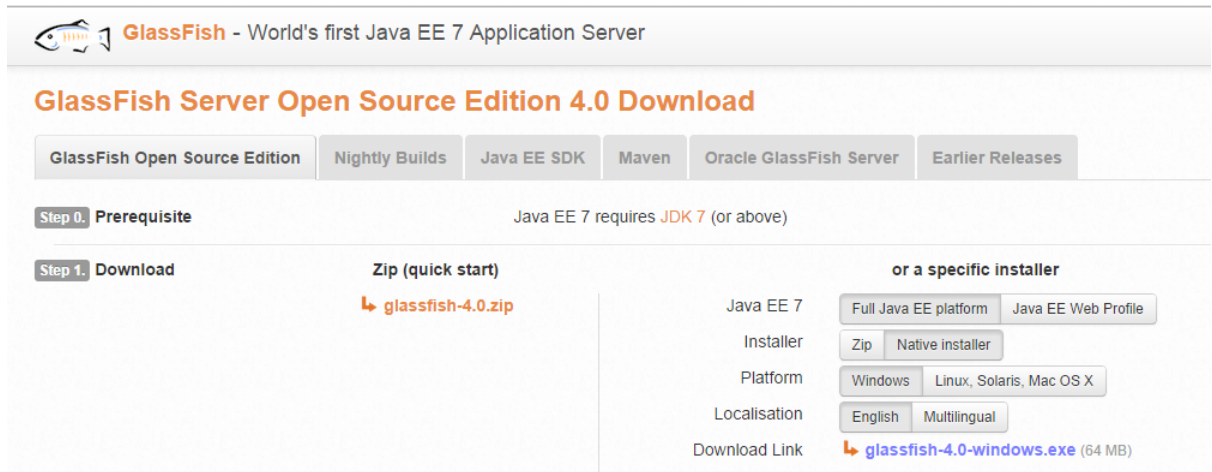 GlassFish - World's first Java EE 7 Application Server
GlassFish Server Open Source Edition 4.0 Download
GlassFish Open Source Edition Nightly Builds Java EE SDK Maven Oracle GlassFish Server Earlier Releases
Step 0. Prerequisite Java EE 7 requires JDK 7 (or above)
Step 1. Download Zip (quick start) or a specific installer
glassfish-4.0.zip Java EE 7 Full Java EE platform Java EE Web Profile
Installer Zip Native installer
Platform Windows Linux, Solaris, Mac OS X
Localisation English Multilingual
Download Link glassfish-4.0-windows.exe (64 MB)